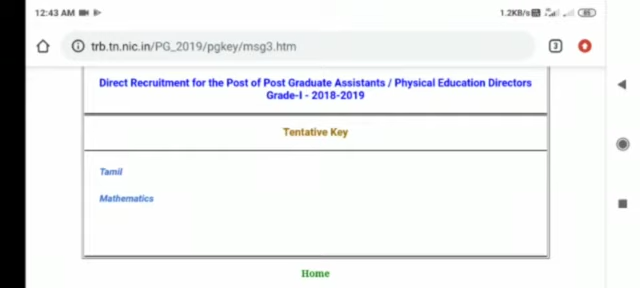 12:43 AM
1.2KB/s
trb.tn.nic.in/PG_2019/pgkey/msg3.htm
3
Direct Recruitment for the Post of Post Graduate Assistants / Physical Education Directors
Grade-I - 2018-2019
Tentative Key
Tamil
Mathematics
Home